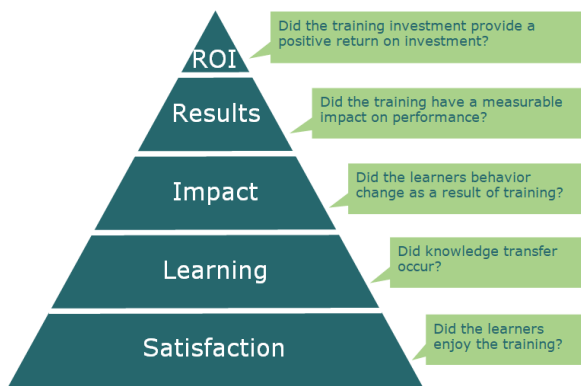 ROI
Did the training investment provide a
positive return on investment?
Results
Did the training have a measurable
impact on performance?
Impact
Did the learners behavior
change as a result of training?
Learning
Did knowledge transfer
occur?
Satisfaction
Did the learners
enjoy the training?